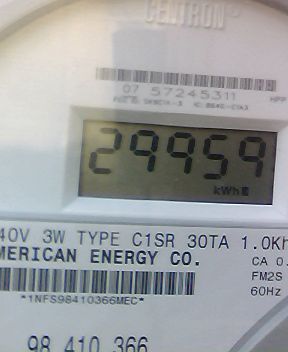 CENTRON®
07 57245311
29959
kWh
40V 3W TYPE C1SR 30TA 1.0Kh
MERICAN ENERGY CO.
CA 0.
FM2S
60Hz
*1NFS98410366MEC*
98 410 366